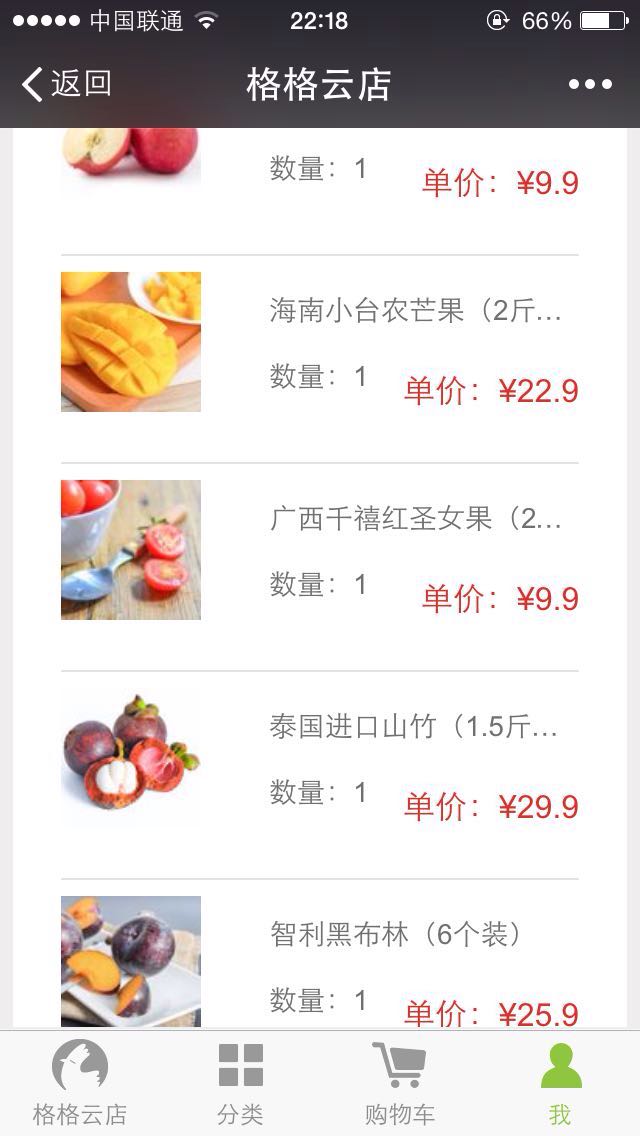 中国联通 22:18 66%
返回 格格云店
数量：1
单价：¥9.9
海南小台农芒果（2斤...
数量：1
单价：¥22.9
广西千禧红圣女果（2...
数量：1
单价：¥9.9
泰国进口山竹（1.5斤...
数量：1
单价：¥29.9
智利黑布林（6个装）
数量：1
单价：¥25.9
格格云店 分类 购物车 我